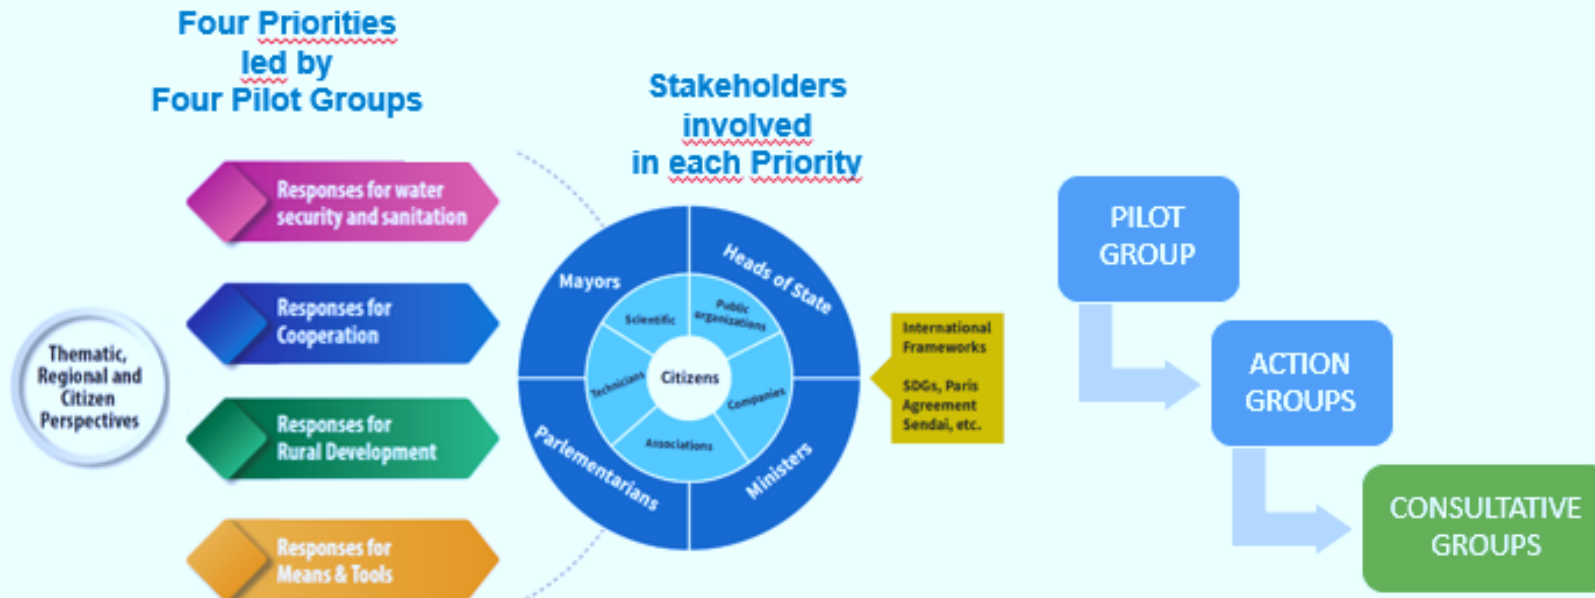 Four Priorities
led by
Four Pilot Groups
Stakeholders
involved
in each Priority
Thematic,
Regional and
Citizen
Perspectives
Responses for water
security and sanitation
Responses for
Cooperation
Responses for
Rural Development
Responses for
Means & Tools
Mayors
Heads of State
Parlementarians
Ministers
Scientific
Public
organizations
Technicians
Companies
Associations
Citizens
International
Frameworks
SDGs, Paris
Agreement
Sendai, etc.
PILOT
GROUP
ACTION
GROUPS
CONSULTATIVE
GROUPS